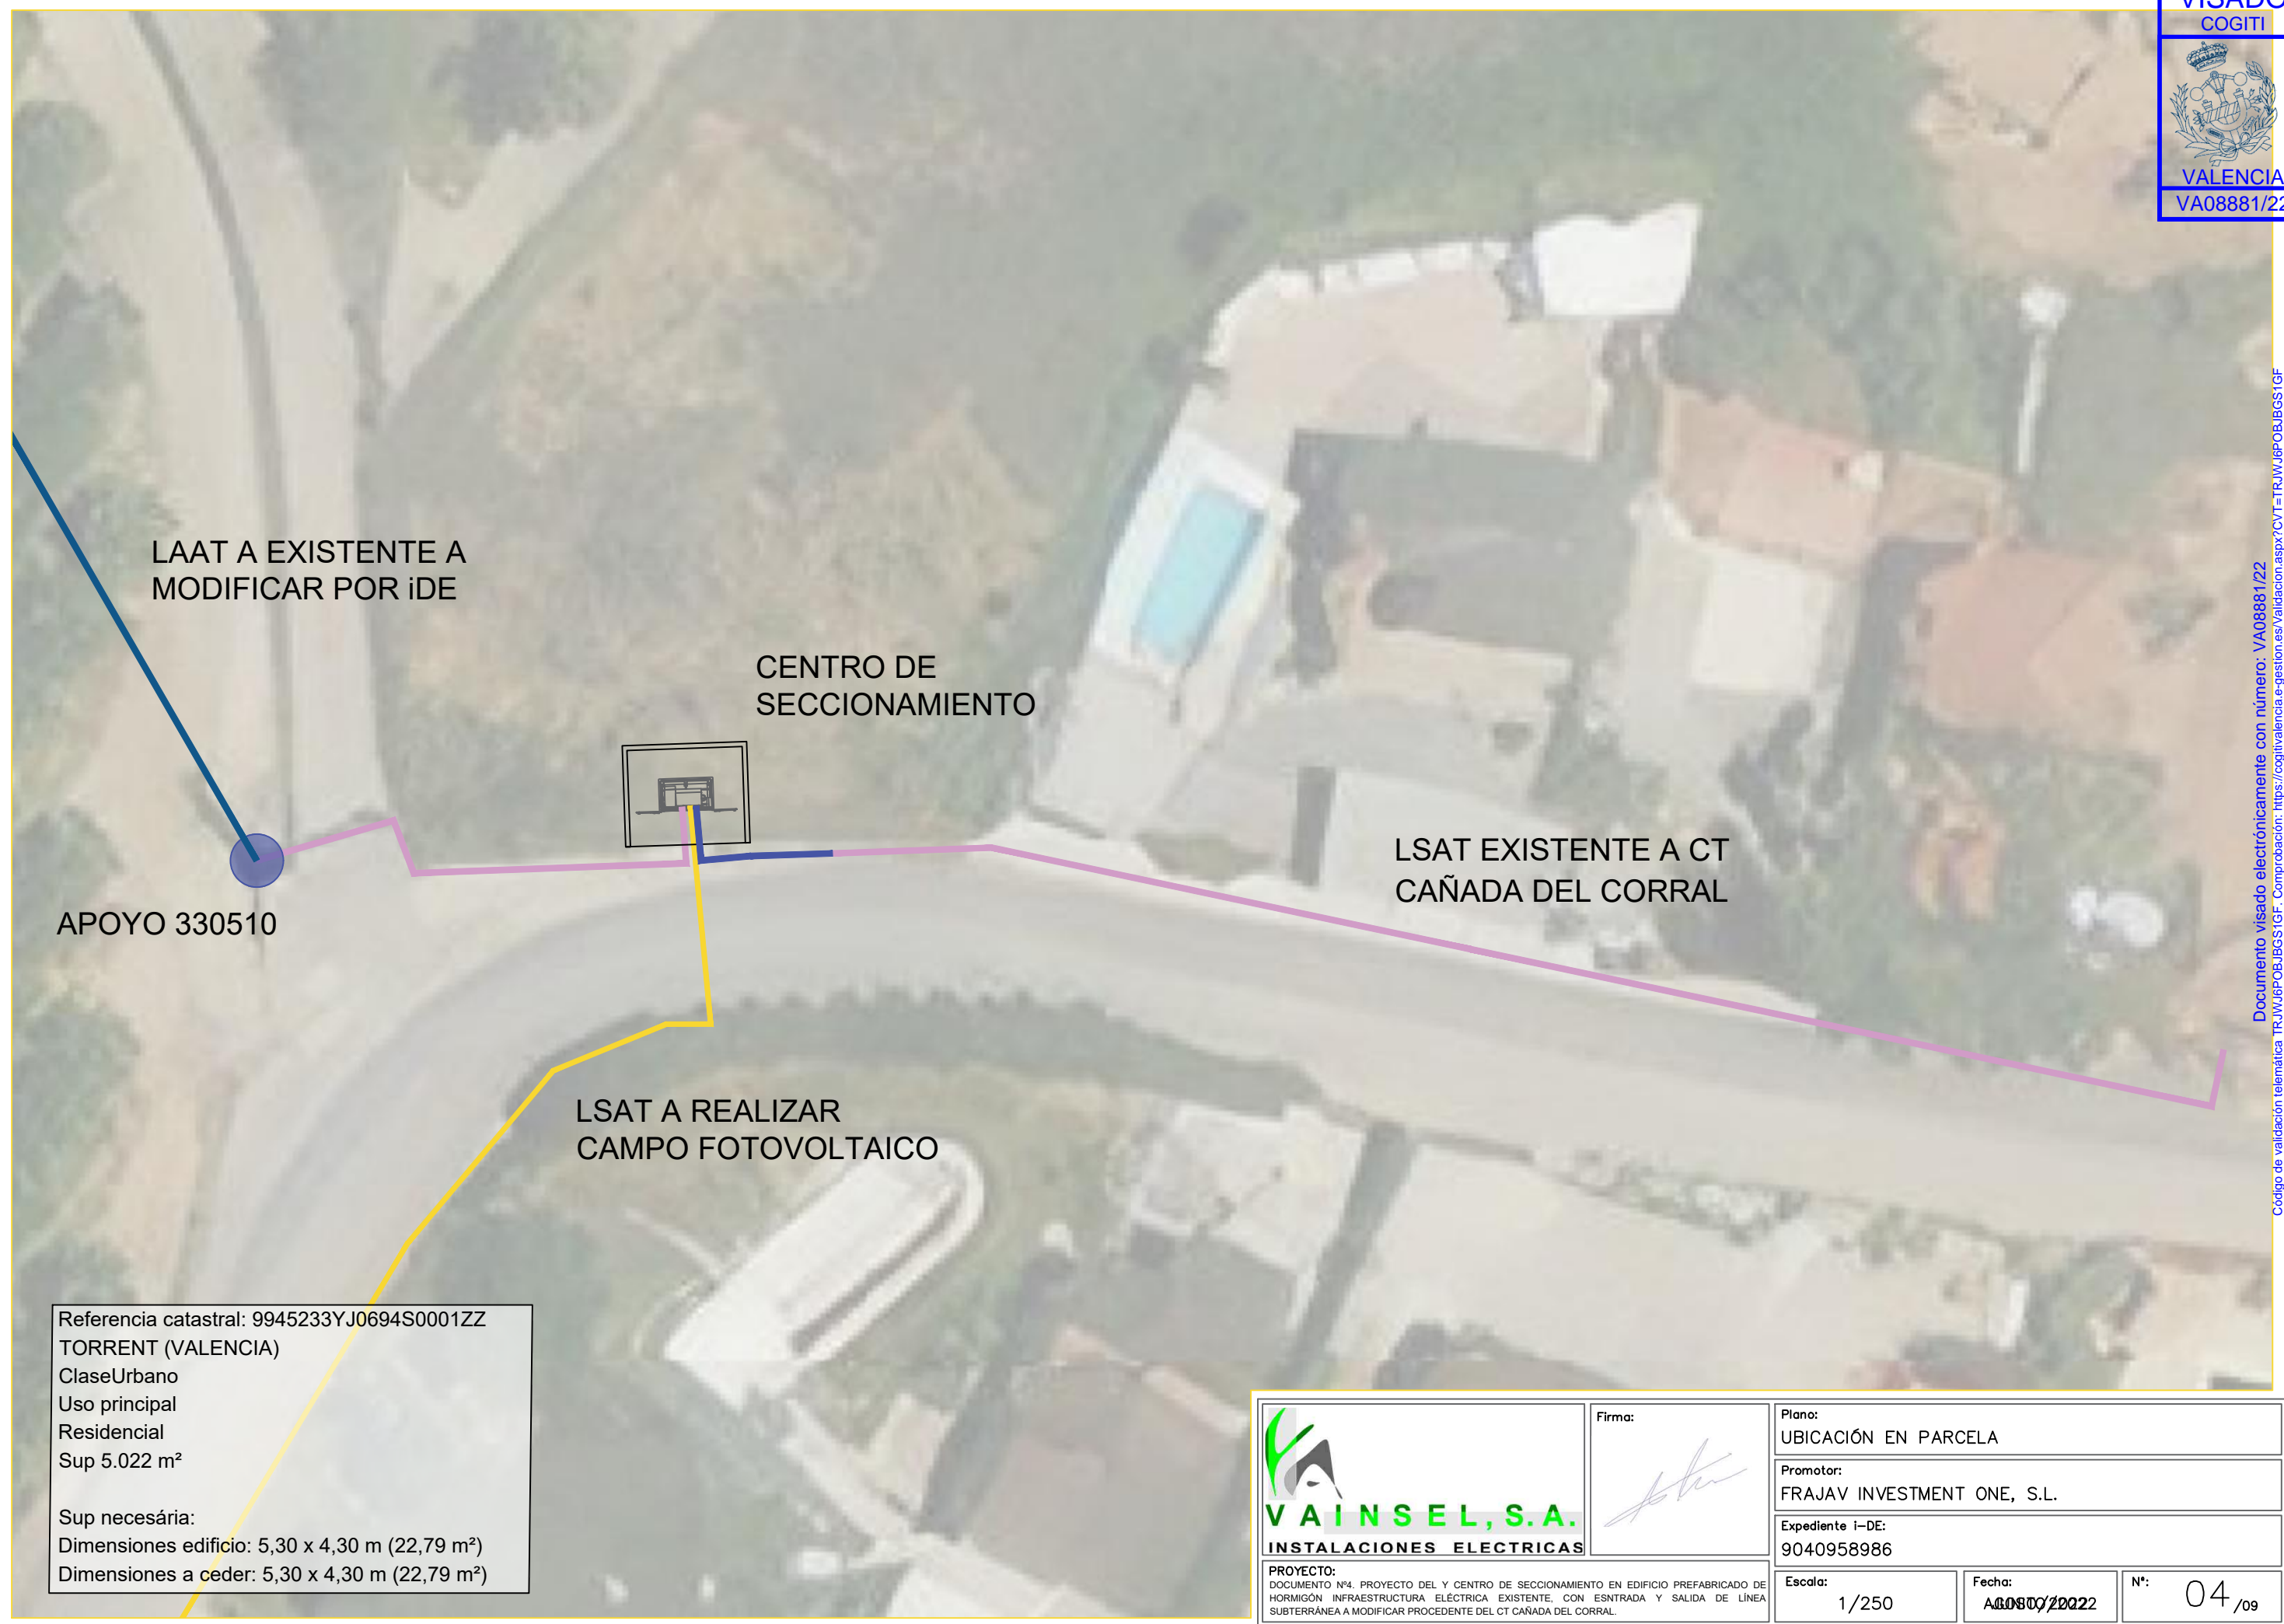 VISADO
COGITI
VALENCIA
VA08881/22
LAAT A EXISTENTE A
MODIFICAR POR iDE
CENTRO DE
SECCIONAMIENTO
LSAT EXISTENTE A CT
CAÑADA DEL CORRAL
APOYO 330510
LSAT A REALIZAR
CAMPO FOTOVOLTAICO
Documento visado electrónicamente con número: VA08881/22
Código de validación telemática TRJWJ6POBJBGS1GF. Comprobación: https://cogitivalencia.e-gestion.es/Validacion.aspx?CVT=TRJWJ6POBJBGS1GF
Referencia catastral: 9945233YJ0694S0001ZZ
TORRENT (VALENCIA)
ClaseUrbano
Uso principal
Residencial
Sup 5.022 m²
Sup necesária:
Dimensiones edificio: 5,30 x 4,30 m (22,79 m²)
Dimensiones a ceder: 5,30 x 4,30 m (22,79 m²)
VAINSEL, S.A.
INSTALACIONES ELECTRICAS
Firma:
Plano:
UBICACIÓN EN PARCELA
Promotor:
FRAJAV INVESTMENT ONE, S.L.
Expediente i-DE:
9040958986
PROYECTO:
DOCUMENTO Nº4. PROYECTO DEL Y CENTRO DE SECCIONAMIENTO EN EDIFICIO PREFABRICADO DE
HORMIGÓN INFRAESTRUCTURA ELÉCTRICA EXISTENTE, CON ESNTRADA Y SALIDA DE LÍNEA
SUBTERRÁNEA A MODIFICAR PROCEDENTE DEL CT CAÑADA DEL CORRAL.
Escala:
1/250
Fecha:
Nº:
04/09